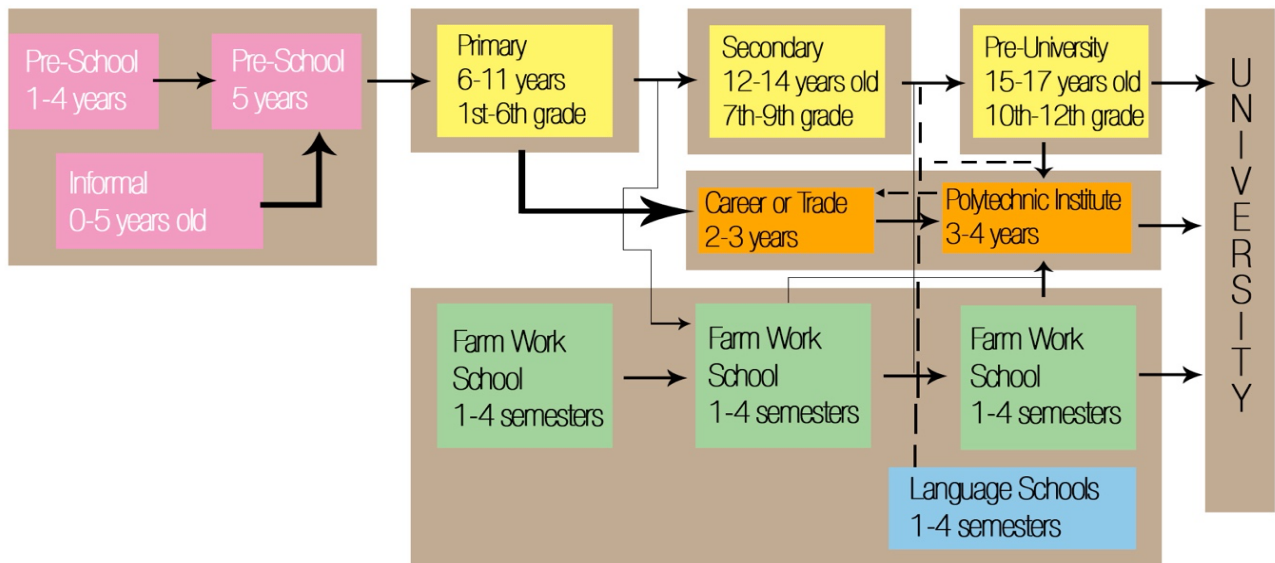 Pre-School
1-4 years
Pre-School
5 years
Informal
0-5 years old
Primary
6-11 years
1st-6th grade
Secondary
12-14 years old
7th-9th grade
Pre-University
15-17 years old
10th-12th grade
Career or Trade
2-3 years
Polytechnic Institute
3-4 years
Farm Work
School
1-4 semesters
Farm Work
School
1-4 semesters
Farm Work
School
1-4 semesters
Language Schools
1-4 semesters
UNIVERSITY